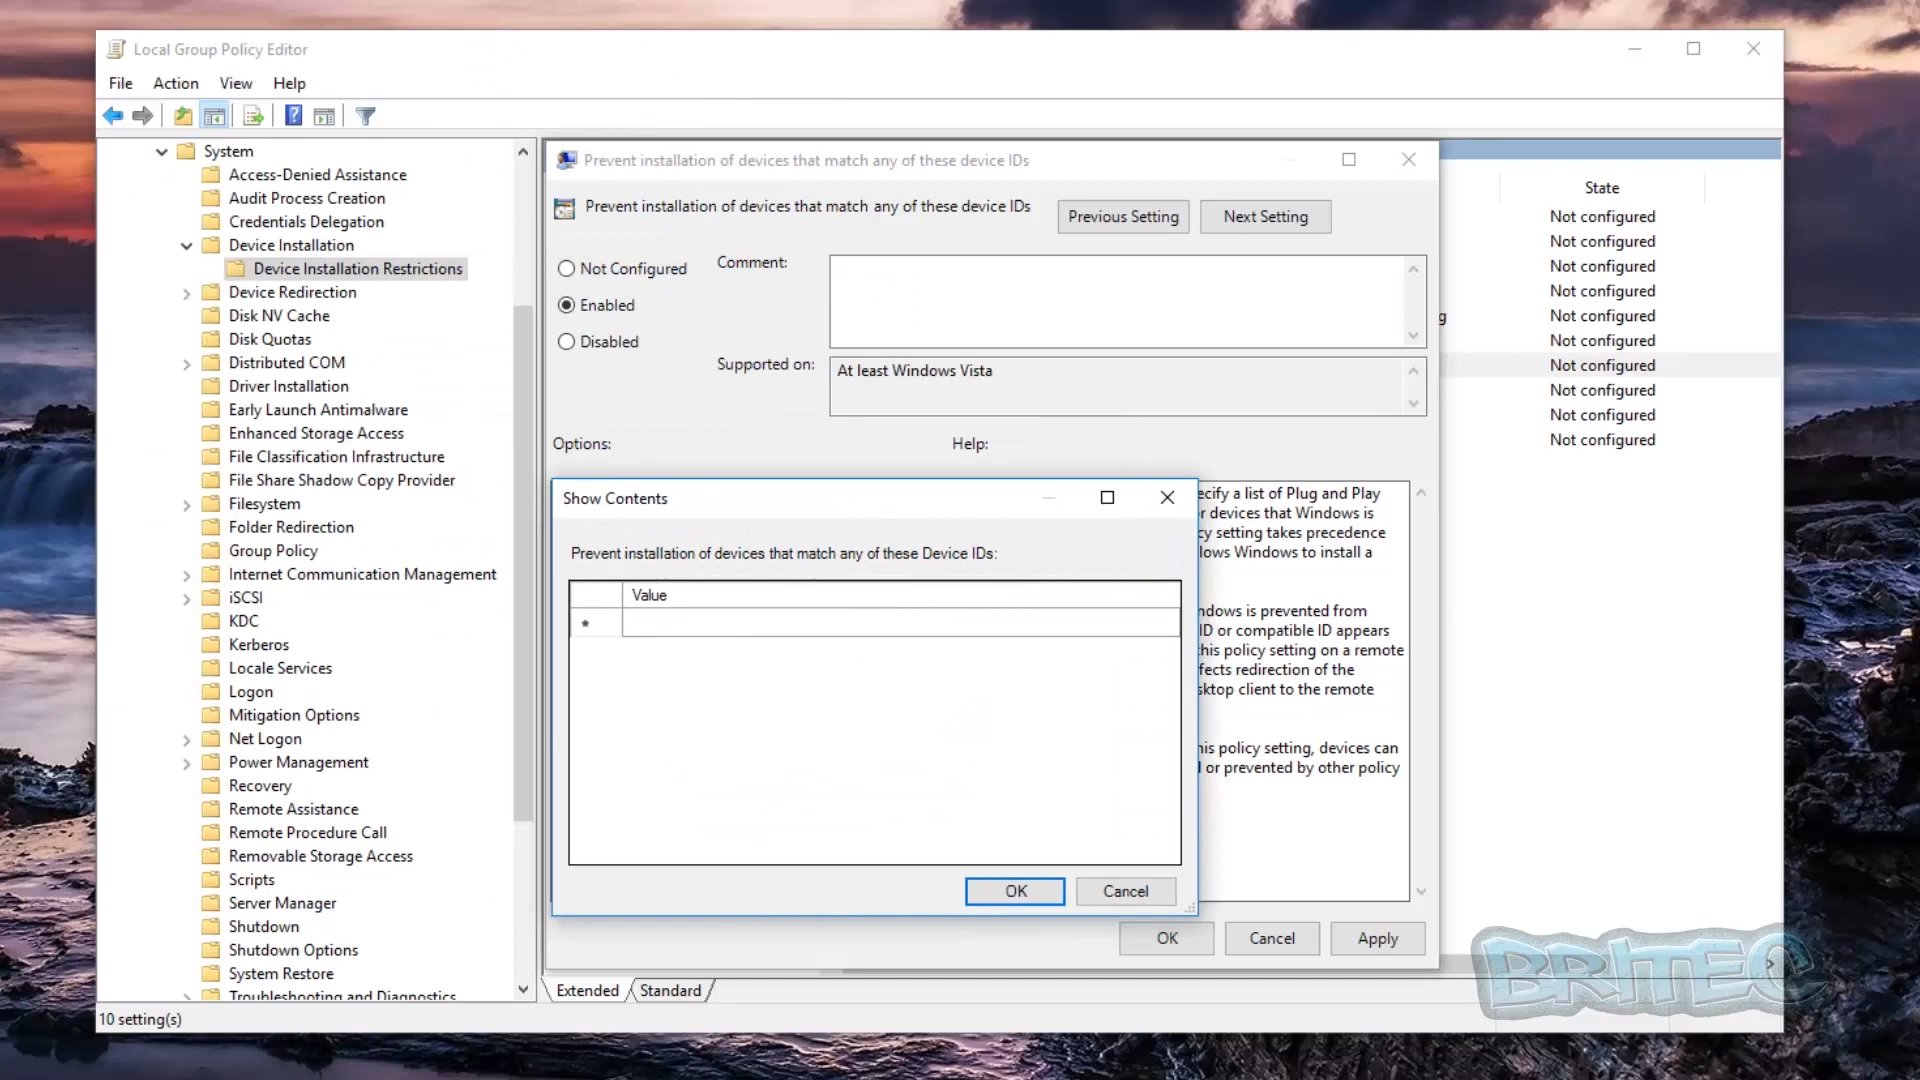 Local Group Policy Editor
File Action View Help
System
Access-Denied Assistance
Audit Process Creation
Credentials Delegation
Device Installation
Device Installation Restrictions
Device Redirection
Disk NV Cache
Disk Quotas
Distributed COM
Driver Installation
Early Launch Antimalware
Enhanced Storage Access
File Classification Infrastructure
File Share Shadow Copy Provider
Filesystem
Folder Redirection
Group Policy
Internet Communication Management
iSCSI
KDC
Kerberos
Locale Services
Logon
Mitigation Options
Net Logon
Power Management
Recovery
Remote Assistance
Remote Procedure Call
Removable Storage Access
Scripts
Server Manager
Shutdown
Shutdown Options
System Restore
Troubleshooting and Diagnostics
10 setting(s)
Prevent installation of devices that match any of these device IDs
Prevent installation of devices that match any of these device IDs
Previous Setting Next Setting
Not Configured
Enabled
Disabled
Comment:
Supported on:
At least Windows Vista
Options:
Help:
Show Contents
Prevent installation of devices that match any of these Device IDs:
Value
*
OK Cancel
ecify a list of Plug and Play
r devices that Windows is
cy setting takes precedence
lows Windows to install a
ndows is prevented from
ID or compatible ID appears
his policy setting on a remote
fects redirection of the
sktop client to the remote
his policy setting, devices can
l or prevented by other policy
OK Cancel Apply
Extended Standard
State
Not configured
Not configured
Not configured
Not configured
g Not configured
Not configured
Not configured
Not configured
Not configured
Not configured
BRITEC